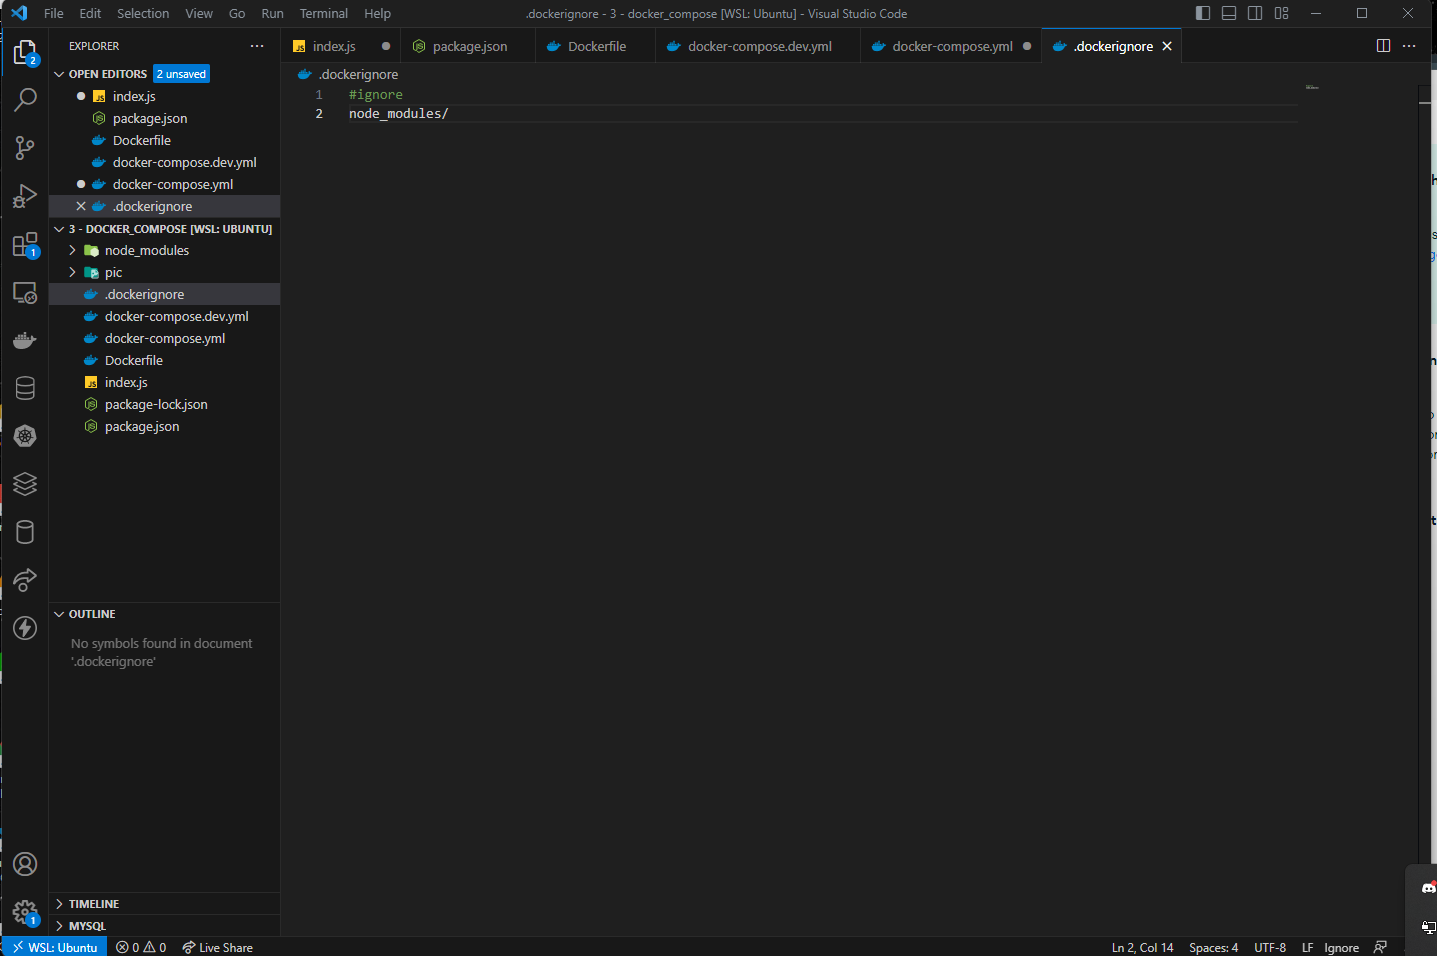 File Edit Selection View Go Run Terminal Help .dockerignore - 3 - docker_compose [WSL: Ubuntu] - Visual Studio Code
EXPLORER
index.js package.json Dockerfile docker-compose.dev.yml docker-compose.yml .dockerignore
OPEN EDITORS 2 unsaved
index.js
package.json
Dockerfile
docker-compose.dev.yml
docker-compose.yml
.dockerignore
3 - DOCKER_COMPOSE [WSL: UBUNTU]
node_modules
pic
.dockerignore
docker-compose.dev.yml
docker-compose.yml
Dockerfile
index.js
package-lock.json
package.json
.dockerignore
1 #ignore
2 node_modules/
2
1
1
OUTLINE
No symbols found in document
'.dockerignore'
TIMELINE
MYSQL
WSL: Ubuntu 0 0 Live Share Ln 2, Col 14 Spaces: 4 UTF-8 LF Ignore